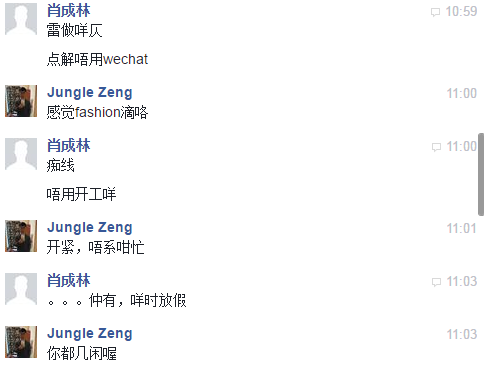 肖成林 10:59
雷做咩仄
点解唔用wechat
Jungle Zeng 11:00
感觉fashion滴咯
肖成林 11:00
痴线
唔用开工咩
Jungle Zeng 11:01
开紧，唔系咁忙
肖成林 11:03
。。。仲有，咩时放假
Jungle Zeng 11:03
你都几闲喔